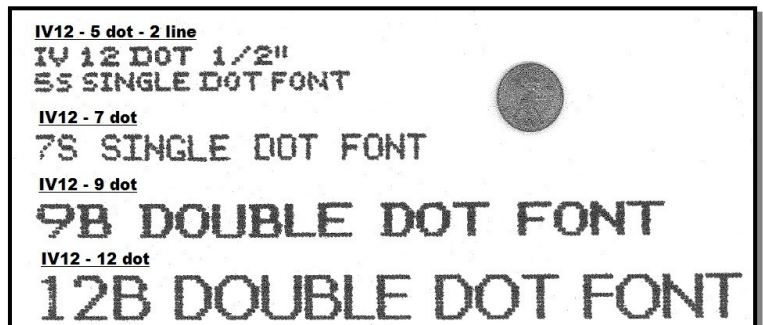 IV12 - 5 dot - 2 line
IV 12 DOT 1/2"
5S SINGLE DOT FONT
IV12 - 7 dot
7S SINGLE DOT FONT
IV12 - 9 dot
9B DOUBLE DOT FONT
IV12 - 12 dot
12B DOUBLE DOT FONT